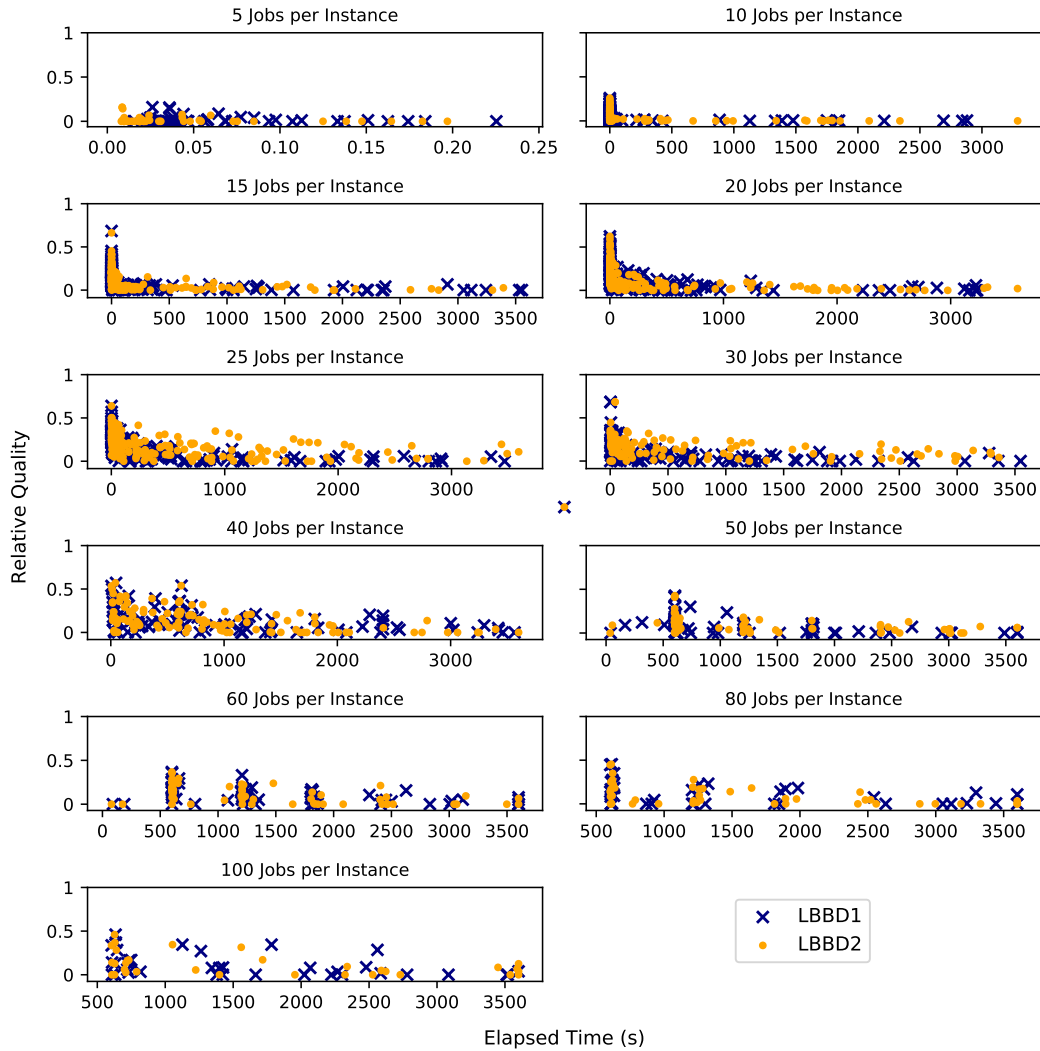 5 Jobs per Instance
1
0.5
0
0.00 0.05 0.10 0.15 0.20 0.25
10 Jobs per Instance
0 500 1000 1500 2000 2500 3000
15 Jobs per Instance
1
0.5
0
0 500 1000 1500 2000 2500 3000 3500
20 Jobs per Instance
0 1000 2000 3000
25 Jobs per Instance
1
0.5
0
0 1000 2000 3000
30 Jobs per Instance
0 500 1000 1500 2000 2500 3000 3500
Relative Quality
40 Jobs per Instance
1
0.5
0
0 1000 2000 3000
50 Jobs per Instance
0 500 1000 1500 2000 2500 3000 3500
60 Jobs per Instance
1
0.5
0
0 500 1000 1500 2000 2500 3000 3500
80 Jobs per Instance
500 1000 1500 2000 2500 3000 3500
100 Jobs per Instance
1
0.5
0
500 1000 1500 2000 2500 3000 3500
LBBD1
LBBD2
Elapsed Time (s)